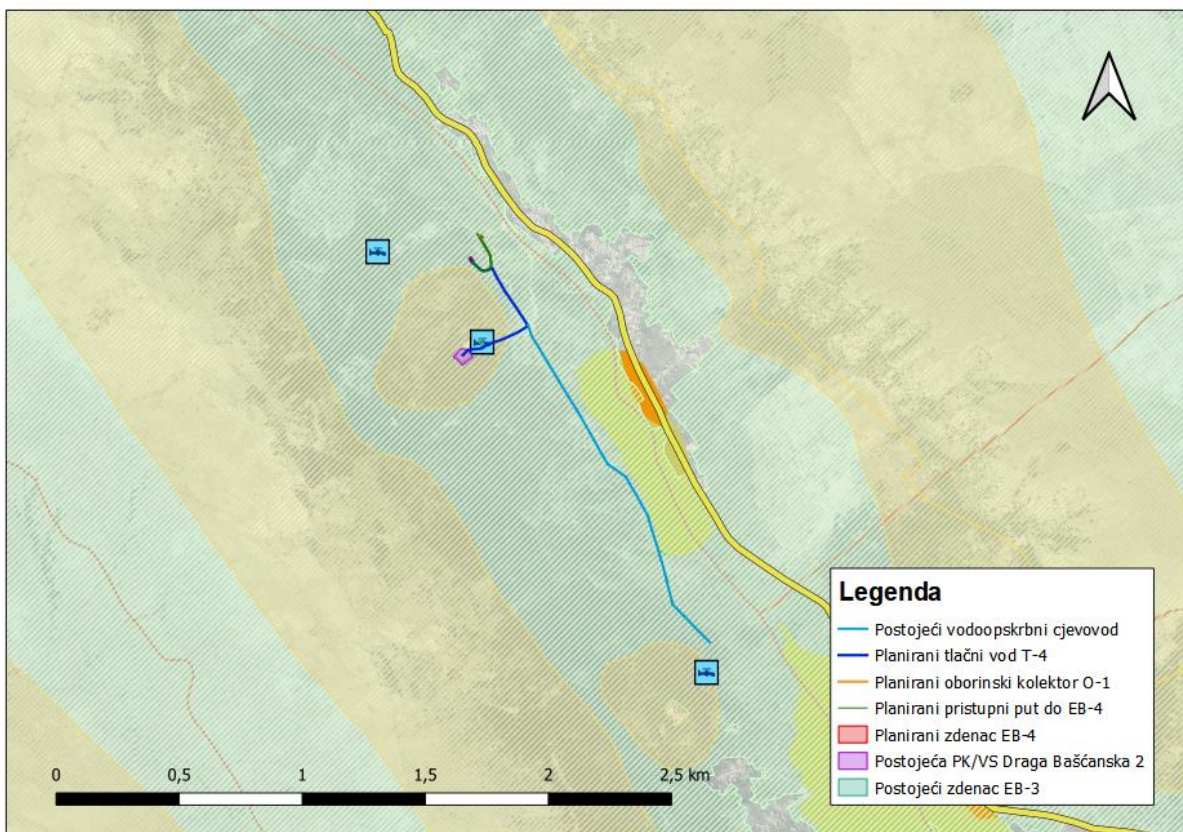 Legenda
Postojeći vodoopskrbni cjevovod
Planirani tlačni vod T-4
Planirani oborinski kolektor O-1
Planirani pristupni put do EB-4
Planirani zdenac EB-4
Postojeća PK/VS Draga Bašćanska 2
Postojeći zdenac EB-3
0 0,5 1 1,5 2 2,5 km